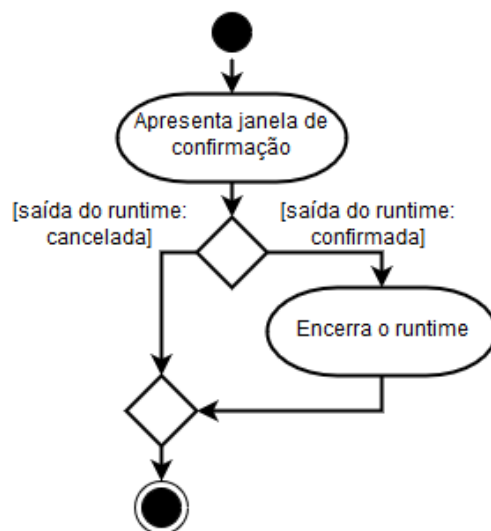 Apresenta janela de
confirmação
[saída do runtime:
cancelada]
[saída do runtime:
confirmada]
Encerra o runtime